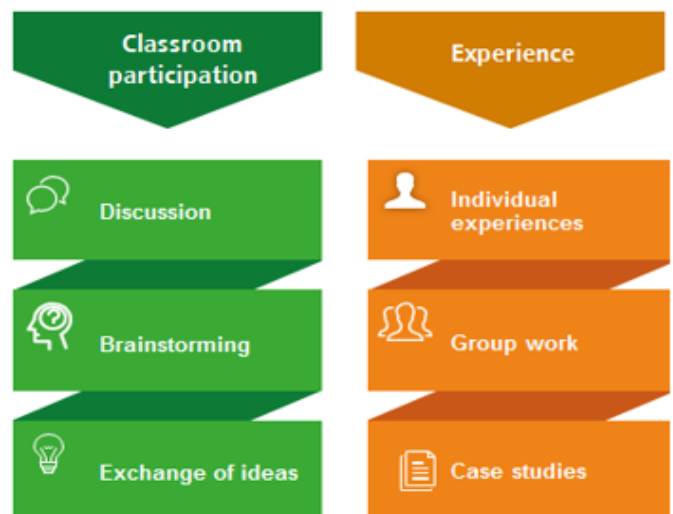 Classroom
participation
Discussion
Brainstorming
Exchange of ideas
Experience
Individual
experiences
Group work
Case studies